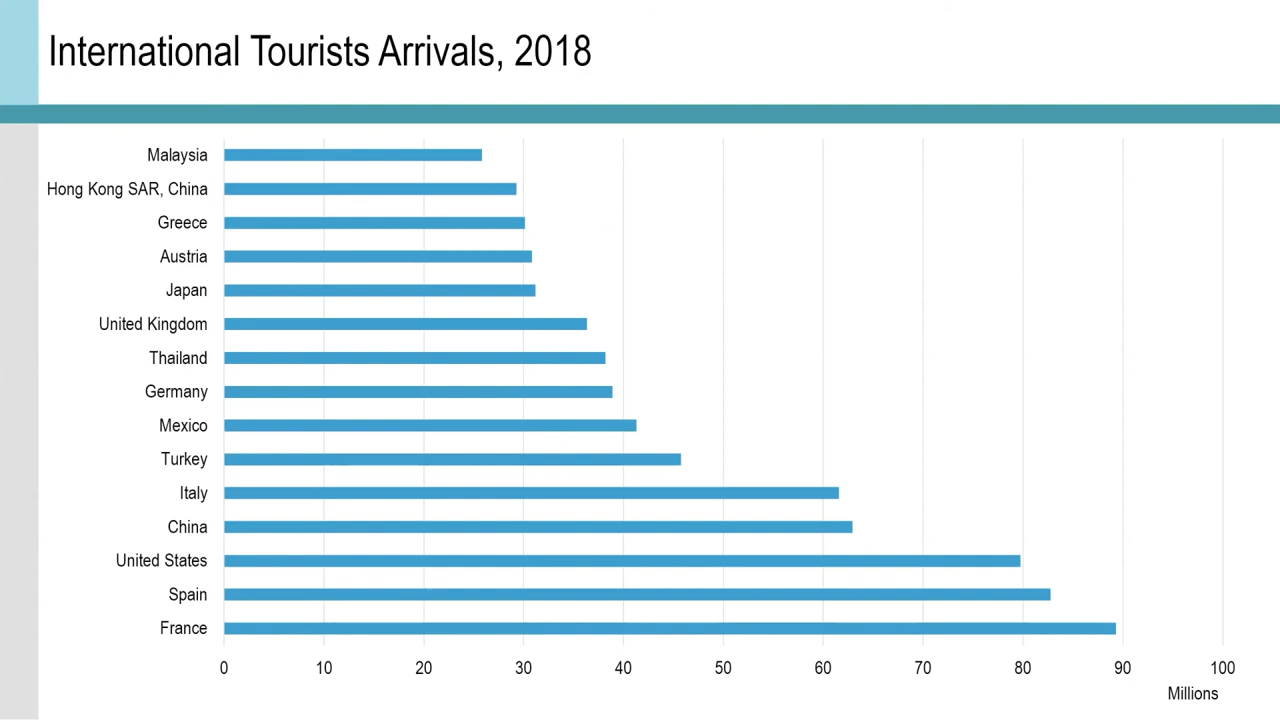 International Tourists Arrivals, 2018
Malaysia
Hong Kong SAR, China
Greece
Austria
Japan
United Kingdom
Thailand
Germany
Mexico
Turkey
Italy
China
United States
Spain
France
0 10 20 30 40 50 60 70 80 90 100
Millions